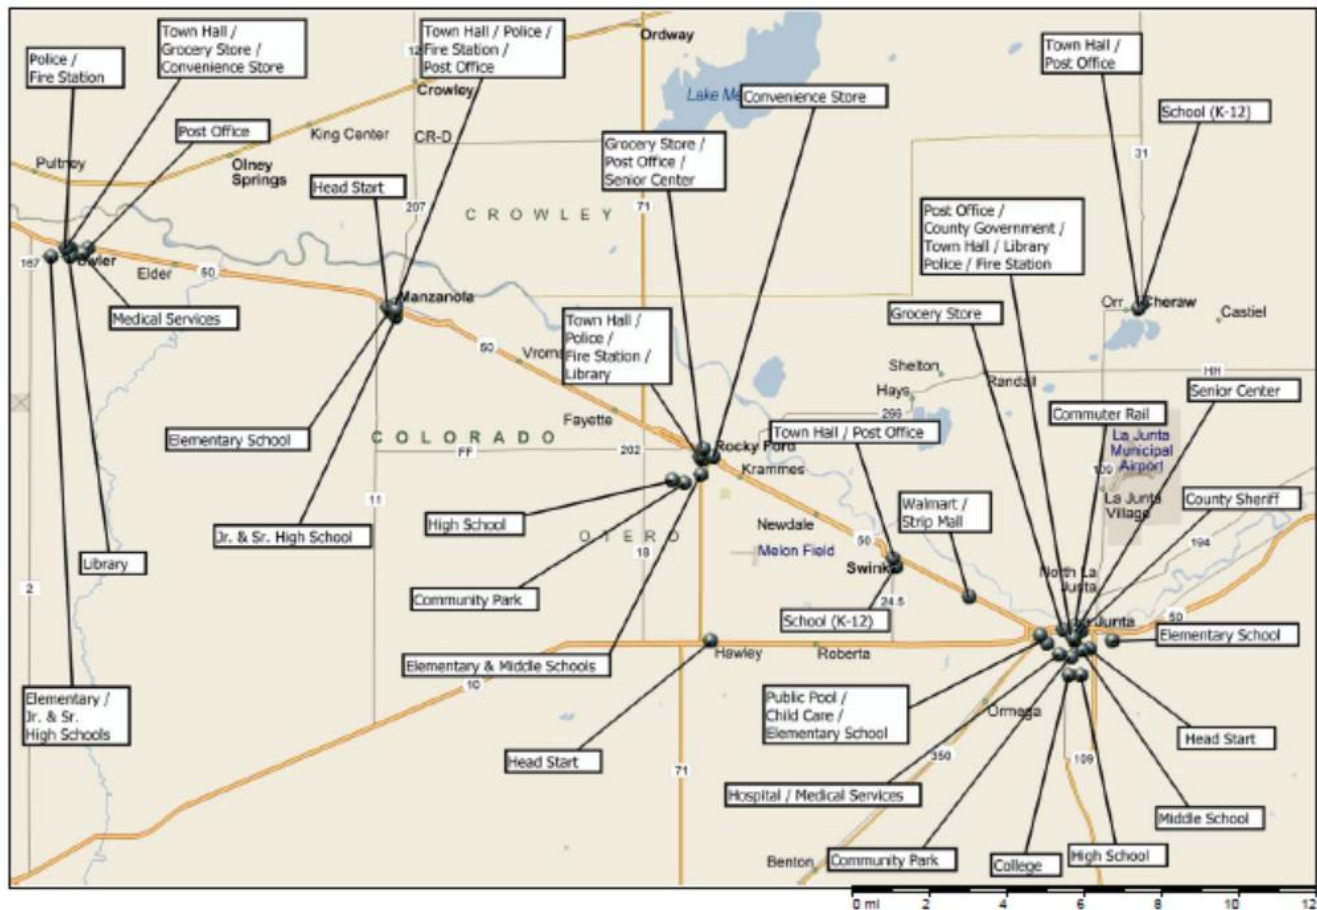 Town Hall /
Grocery Store /
Convenience Store
Town Hall / Police /
Fire Station /
Post Office
Ordway
Town Hall /
Post Office
Police /
Fire Station
Crowley
Convenience Store
School (K-12)
Post Office
King Center
CR-D
Grocery Store /
Post Office /
Senior Center
31
Pultney
Olney
Springs
Head Start
207
CROWLEY
71
Post Office /
County Government /
Town Hall / Library
Police / Fire Station
167
Elder
50
Manzanola
Orr
Cheraw
Castiel
Medical Services
Grocery Store
Town Hall /
Police /
Fire Station /
Library
50
Shelton
HH
Randall
Hays
Senior Center
Fayette
266
Commuter Rail
Elementary School
COLORADO
FF
202
Rocky Ford
Town Hall / Post Office
La Junta
Municipal
Airport
109
Krammes
11
High School
Walmart /
Strip Mall
County Sheriff
La Junta
Village
Jr. & Sr. High School
OTERO
Newdale
50
194
Library
19
Melon Field
Swink
North La
Junta
2
Community Park
24.5
School (K-12)
50
Junta
Elementary School
Hawley
Roberta
Elementary & Middle Schools
10
Elementary /
Jr. & Sr.
High Schools
Public Pool /
Child Care /
Elementary School
Ormega
Head Start
Head Start
71
350
109
Hospital / Medical Services
Middle School
Benton
Community Park
College
High School
0 mi 2 4 6 8 10 12